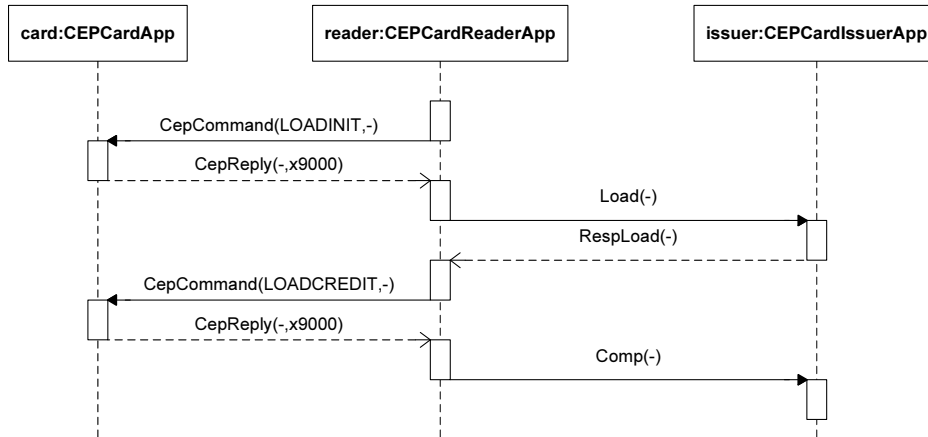 card:CEPCardApp
reader:CEPCardReaderApp
issuer:CEPCardIssuerApp
CepCommand(LOADINIT,-)
CepReply(-,x9000)
Load(-)
RespLoad(-)
CepCommand(LOADCREDIT,-)
CepReply(-,x9000)
Comp(-)